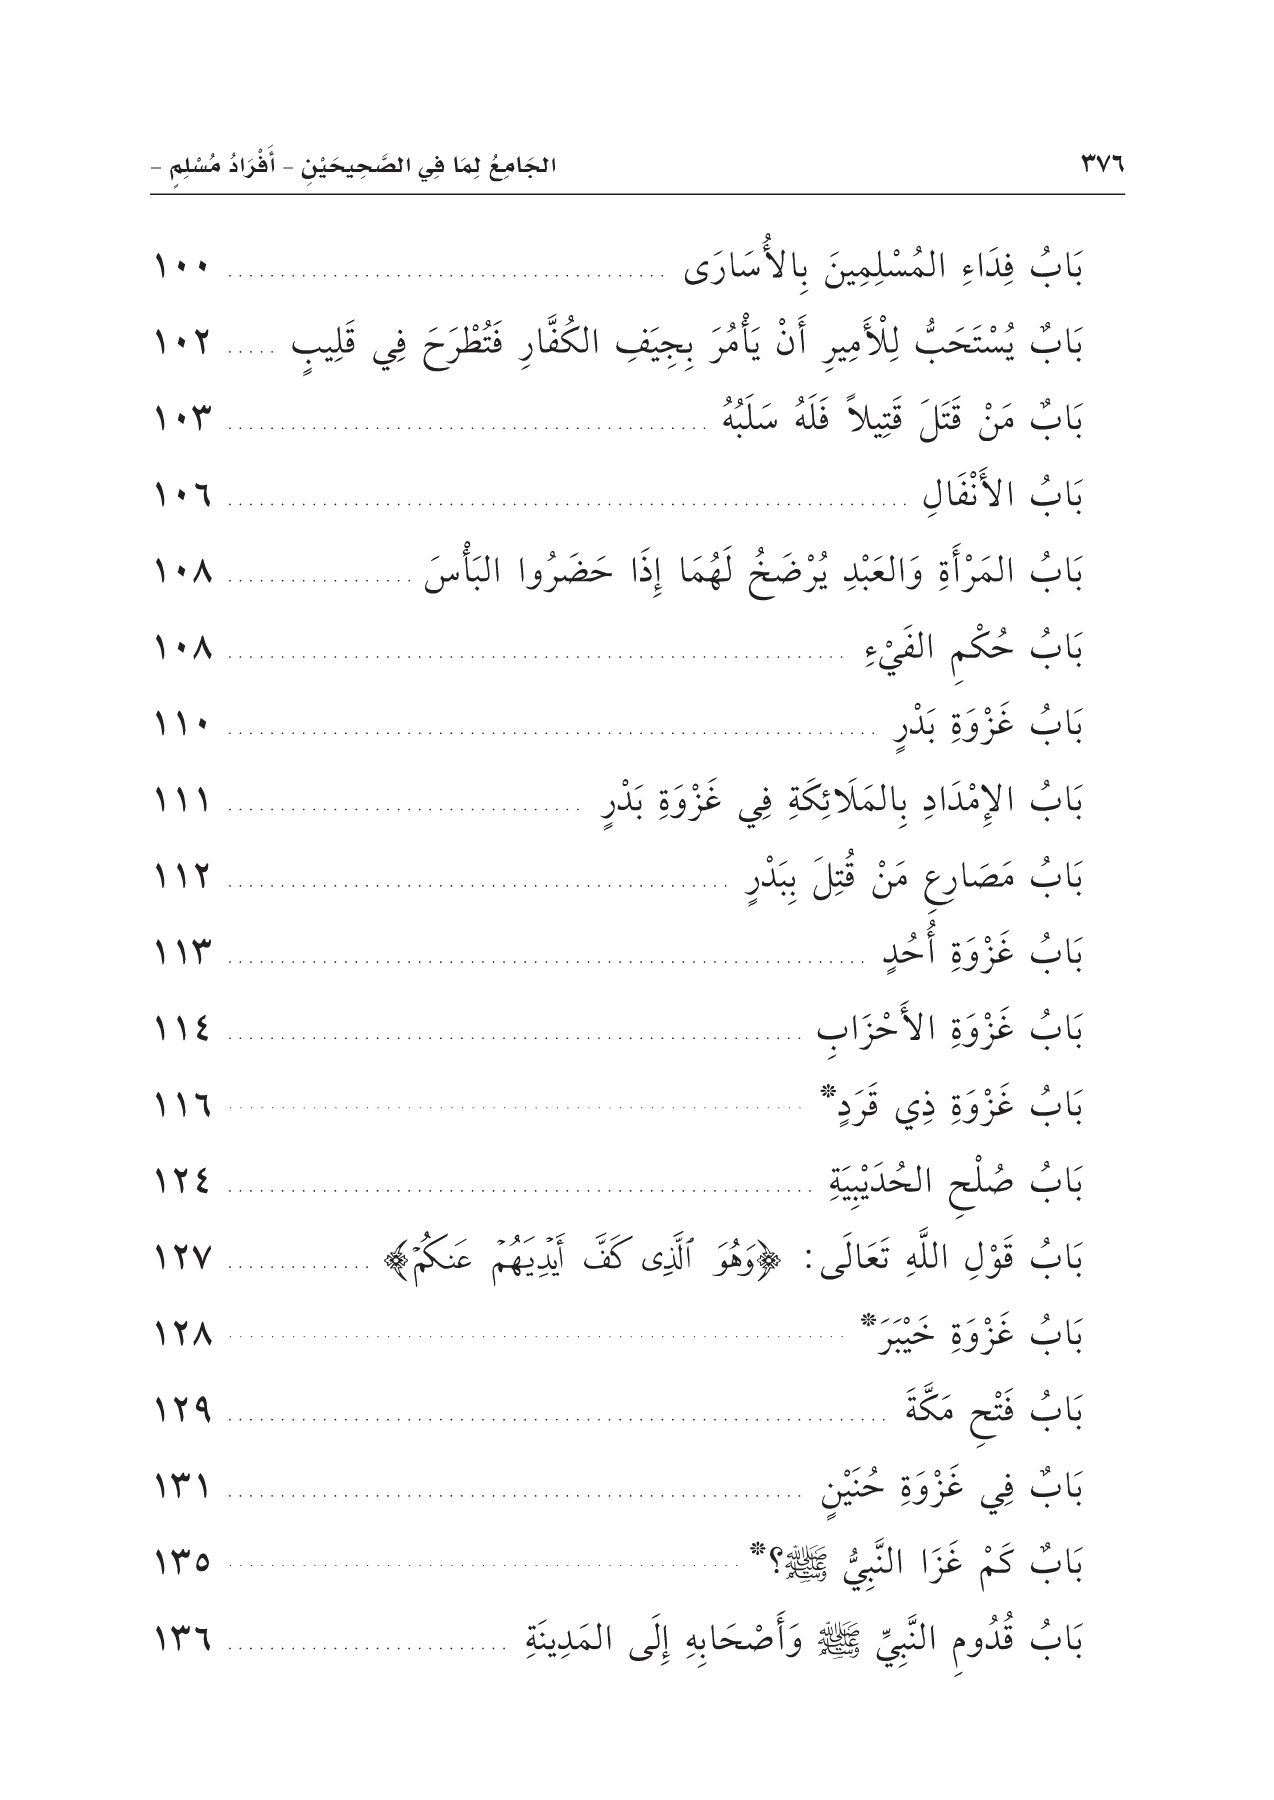 ٣٧٦ الجَامِعُ لِمَا فِي الصَّحِيحَيْنِ – أَفْرَادُ مُسْلِمٍ –
بَابُ فِدَاءِ المُسْلِمِينَ بِالأُسَارَى ........ ١٠٠
بَابٌ يُسْتَحَبُّ لِلْأَمِيرِ أَنْ يَأْمُرَ بِجِيَفِ الكُفَّارِ فَتُطْرَحَ فِي قَلِيبٍ ..... ١٠٢
بَابٌ مَنْ قَتَلَ قَتِيلاً فَلَهُ سَلَبُهُ ........ ١٠٣
بَابُ الأَنْفَالِ ........ ١٠٦
بَابُ المَرْأَةِ وَالعَبْدِ يُرْضَخُ لَهُمَا إِذَا حَضَرُوا البَأْسَ ........ ١٠٨
بَابُ حُكْمِ الفَيْءِ ........ ١٠٨
بَابُ غَزْوَةِ بَدْرٍ ........ ١١٠
بَابُ الإِمْدَادِ بِالمَلَائِكَةِ فِي غَزْوَةِ بَدْرٍ ........ ١١١
بَابُ مَصَارِعِ مَنْ قُتِلَ بِبَدْرٍ ........ ١١٢
بَابُ غَزْوَةِ أُحُدٍ ........ ١١٣
بَابُ غَزْوَةِ الأَحْزَابِ ........ ١١٤
بَابُ غَزْوَةِ ذِي قَرَدٍ* ........ ١١٦
بَابُ صُلْحِ الحُدَيْبِيَةِ ........ ١٢٤
بَابُ قَوْلِ اللَّهِ تَعَالَى: ﴿وَهُوَ ٱلَّذِى كَفَّ أَيۡدِيَهُمۡ عَنكُمۡ﴾ ........ ١٢٧
بَابُ غَزْوَةِ خَيْبَرَ* ........ ١٢٨
بَابُ فَتْحِ مَكَّةَ ........ ١٢٩
بَابٌ فِي غَزْوَةِ حُنَيْنٍ ........ ١٣١
بَابٌ كَمْ غَزَا النَّبِيُّ ﷺ؟* ........ ١٣٥
بَابُ قُدُومِ النَّبِيِّ ﷺ وَأَصْحَابِهِ إِلَى المَدِينَةِ ........ ١٣٦